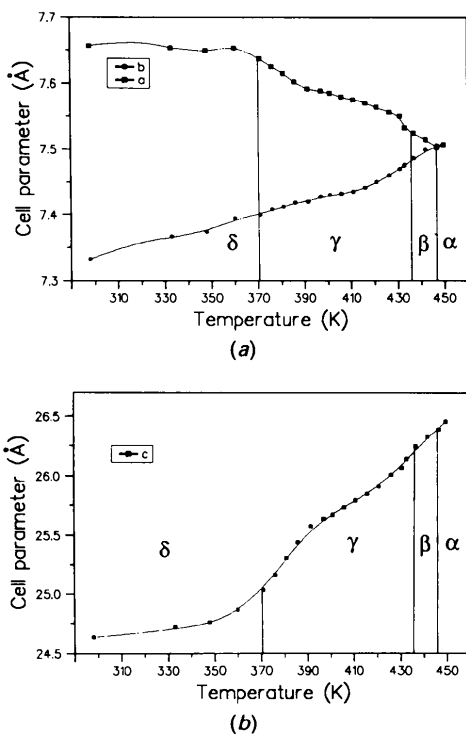 Cell parameter (Å)
7.7
7.6
7.5
7.4
7.3
b
a
δ
γ
β
α
310 330 350 370 390 410 430 450
Temperature (K)
(a)
Cell parameter (Å)
26.5
26.0
25.5
25.0
24.5
c
δ
γ
β
α
310 330 350 370 390 410 430 450
Temperature (K)
(b)